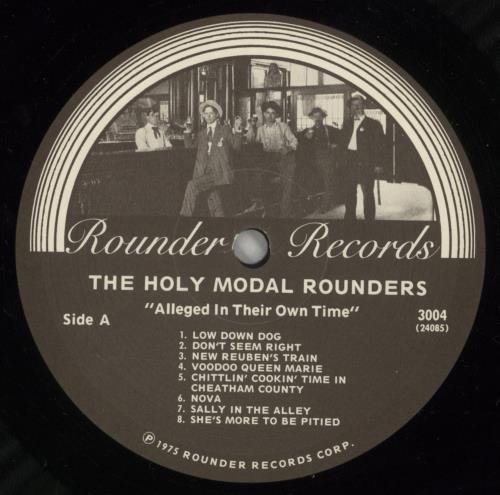 Rounder Records
THE HOLY MODAL ROUNDERS
"Alleged In Their Own Time"
Side A
3004
(24085)
1. LOW DOWN DOG
2. DON'T SEEM RIGHT
3. NEW REUBEN'S TRAIN
4. VOODOO QUEEN MARIE
5. CHITTLIN' COOKIN' TIME IN
CHEATHAM COUNTY
6. NOVA
7. SALLY IN THE ALLEY
8. SHE'S MORE TO BE PITIED
Ⓟ 1975 ROUNDER RECORDS CORP.